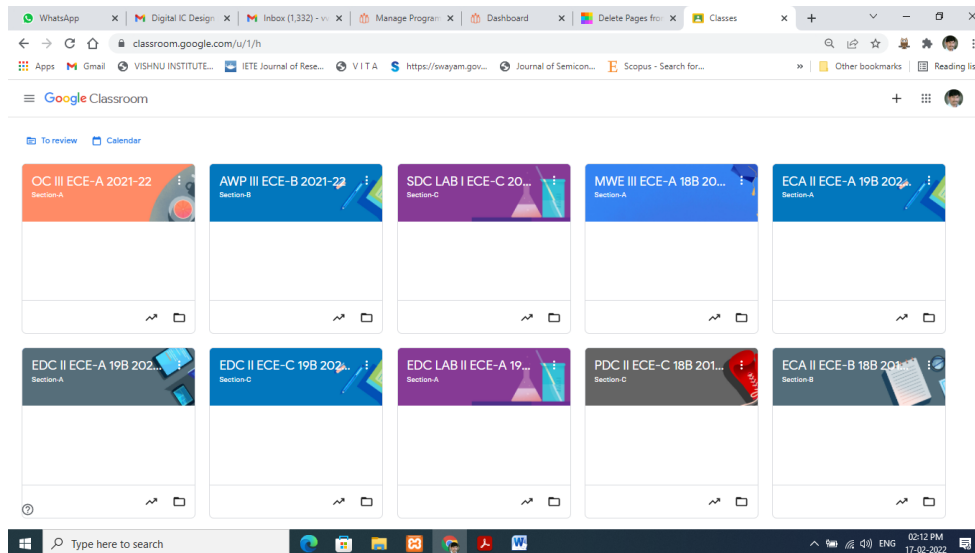 WhatsApp
Digital IC Design
Inbox (1,332) - vv
Manage Program
Dashboard
Delete Pages fro
Classes
classroom.google.com/u/1/h
Apps
Gmail
VISHNU INSTITUTE...
IETE Journal of Rese...
V I T A
https://swayam.gov...
Journal of Semicon...
Scopus - Search for...
»
Other bookmarks
Reading lis
Google Classroom
To review
Calendar
OC III ECE-A 2021-22
Section-A
AWP III ECE-B 2021-22
Section-B
SDC LAB I ECE-C 20...
Section-C
MWE III ECE-A 18B 20...
Section-A
ECA II ECE-A 19B 202...
Section-A
EDC II ECE-A 19B 202...
Section-A
EDC II ECE-C 19B 202...
Section-C
EDC LAB II ECE-A 19...
Section-A
PDC II ECE-C 18B 201...
Section-C
ECA II ECE-B 18B 201...
Section-B
Type here to search
ENG
02:12 PM
17-02-2022